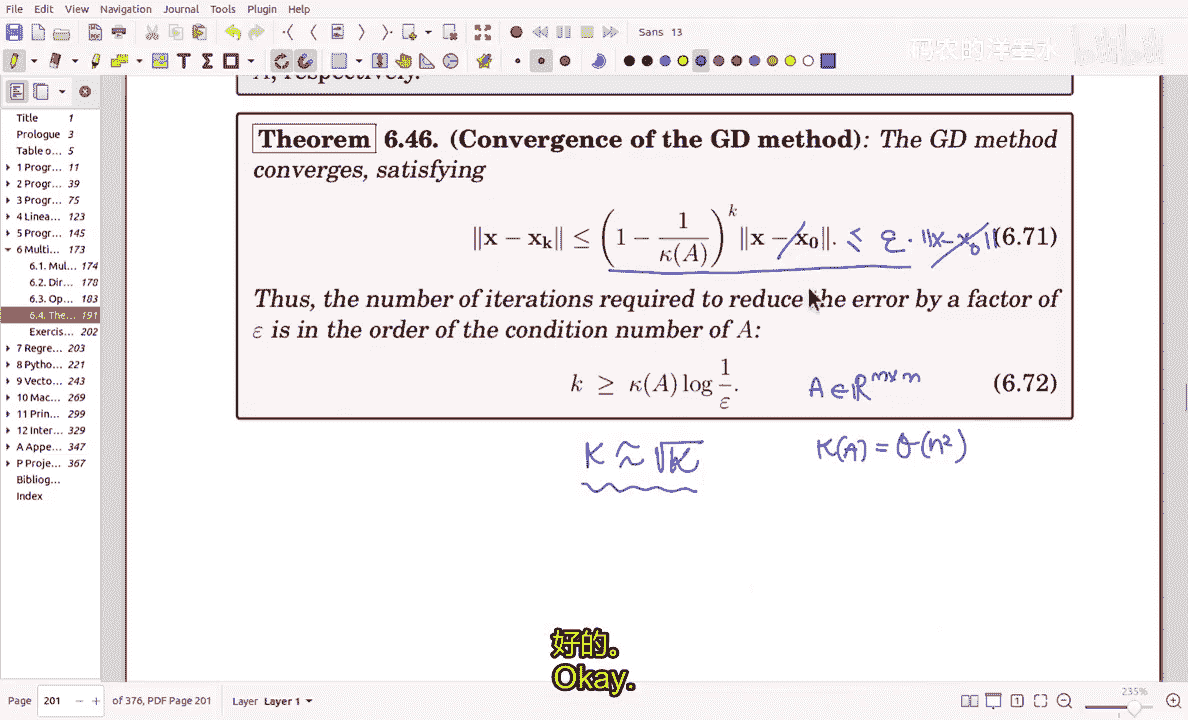 File Edit View Navigation Journal Tools Plugin Help
Sans 13
Title 1
Prologue 3
Table o... 5
1 Progr... 11
2 Progr... 39
3 Progr... 75
4 Linea... 123
5 Progr... 145
6 Multi... 173
6.1. Mul... 174
6.2. Dir... 178
6.3. Op... 183
6.4. The... 191
Exercis... 202
7 Regre... 203
8 Pytho... 221
9 Vecto... 243
10 Mac... 269
11 Prin... 299
12 Inter... 329
A Appe... 347
P Proje... 367
Bibliog...
Index
A, respectively.
Theorem 6.46. (Convergence of the GD method): The GD method
converges, satisfying
‖x − x_k‖ ≤ (1 − 1/κ(A))^k ‖x − x_0‖. ≤ ε · ‖x − x_0‖ (6.71)
Thus, the number of iterations required to reduce the error by a factor of
ε is in the order of the condition number of A:
k ≥ κ(A) log 1/ε. A ∈ ℝ^{n×n} (6.72)
K ≈ √K κ(A) = O(n²)
好的。
Okay.
Page 201 of 376, PDF Page 201 Layer Layer 1 235%